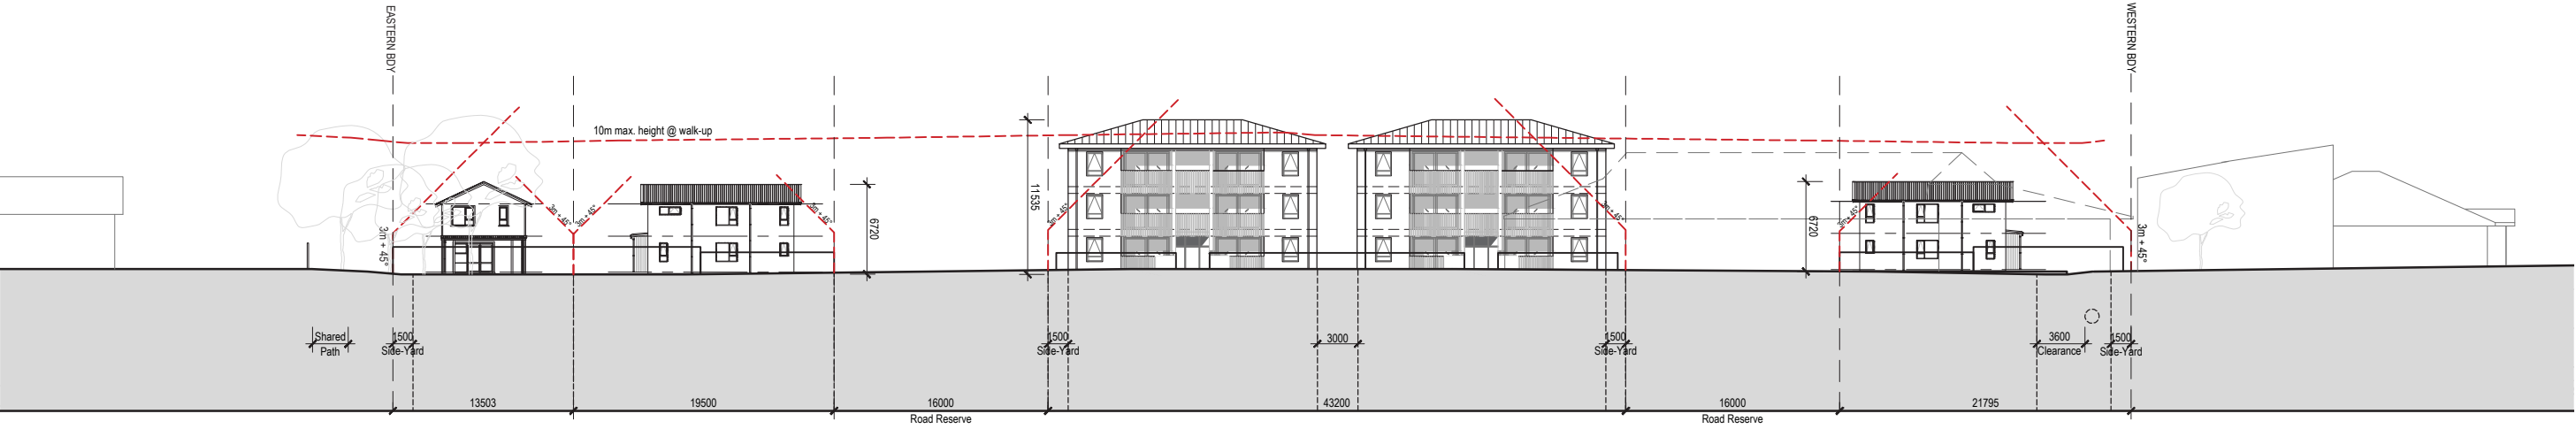 EASTERN BDY
WESTERN BDY
10m max. height @ walk-up
3m + 45°
3m + 45°
3m + 45°
3m + 45°
6720
11535
3m + 45°
3m + 45°
6720
3m + 45°
3m + 45°
Shared
Path
1500
Side-Yard
1500
Side-Yard
3000
1500
Side-Yard
3600
Clearance
1500
Side-Yard
13503
19500
16000
Road Reserve
43200
16000
Road Reserve
21795